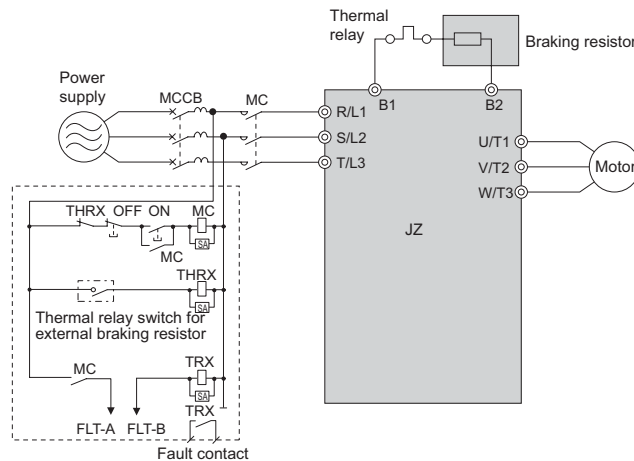 Thermal
relay
Braking resistor
Power
supply
MCCB
MC
R/L1
B1
B2
S/L2
U/T1
T/L3
V/T2
Motor
W/T3
THRX
OFF
ON
MC
SA
MC
JZ
THRX
SA
Thermal relay switch for
external braking resistor
TRX
MC
SA
TRX
FLT-A
FLT-B
Fault contact